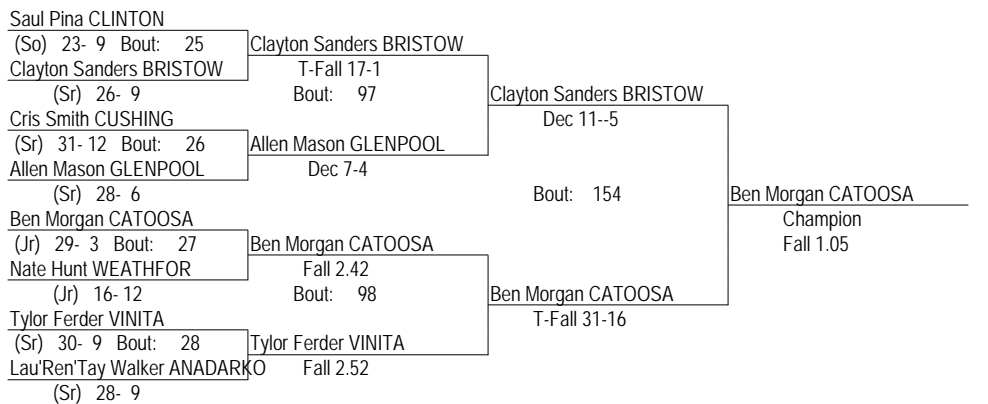 Saul Pina CLINTON
(So) 23- 9 Bout: 25
Clayton Sanders BRISTOW
Clayton Sanders BRISTOW
T-Fall 17-1
(Sr) 26- 9
Bout: 97
Clayton Sanders BRISTOW
Cris Smith CUSHING
Dec 11--5
(Sr) 31- 12 Bout: 26
Allen Mason GLENPOOL
Allen Mason GLENPOOL
Dec 7-4
(Sr) 28- 6
Bout: 154
Ben Morgan CATOOSA
Ben Morgan CATOOSA
Champion
(Jr) 29- 3 Bout: 27
Ben Morgan CATOOSA
Fall 1.05
Nate Hunt WEATHFOR
Fall 2.42
(Jr) 16- 12
Bout: 98
Ben Morgan CATOOSA
Tylor Ferder VINITA
T-Fall 31-16
(Sr) 30- 9 Bout: 28
Tylor Ferder VINITA
Lau'Ren'Tay Walker ANADARKO
Fall 2.52
(Sr) 28- 9